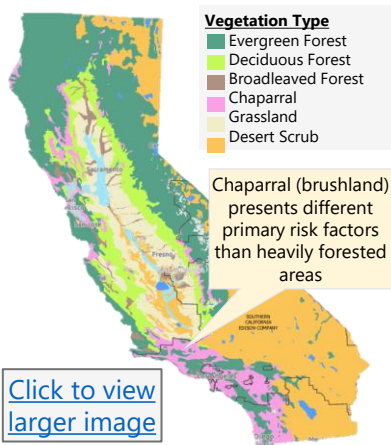 Vegetation Type
Evergreen Forest
Deciduous Forest
Broadleaved Forest
Chaparral
Grassland
Desert Scrub
Sacramento
Chaparral (brushland)
presents different
primary risk factors
than heavily forested
areas
Fresno
SOUTHERN
CALIFORNIA
EDISON COMPANY
Click to view
larger image